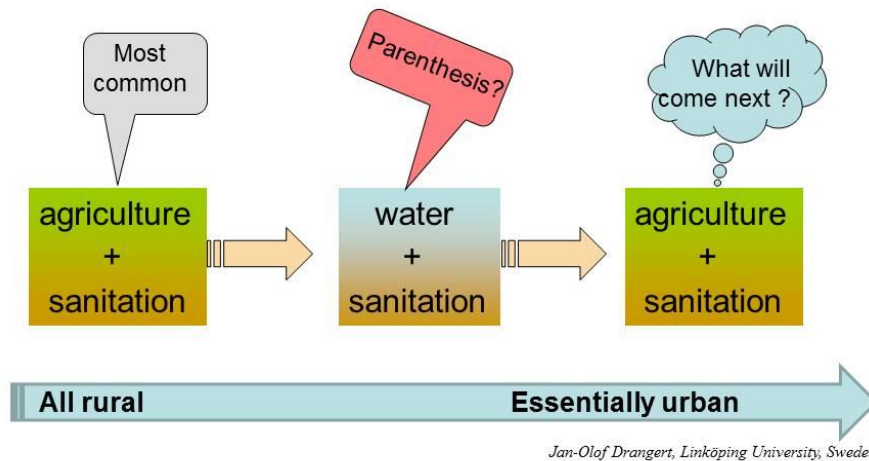 Most
common
Parenthesis?
What will
come next ?
agriculture
+
sanitation
water
+
sanitation
agriculture
+
sanitation
All rural
Essentially urban
Jan-Olof Drangert, Linköping University, Swede